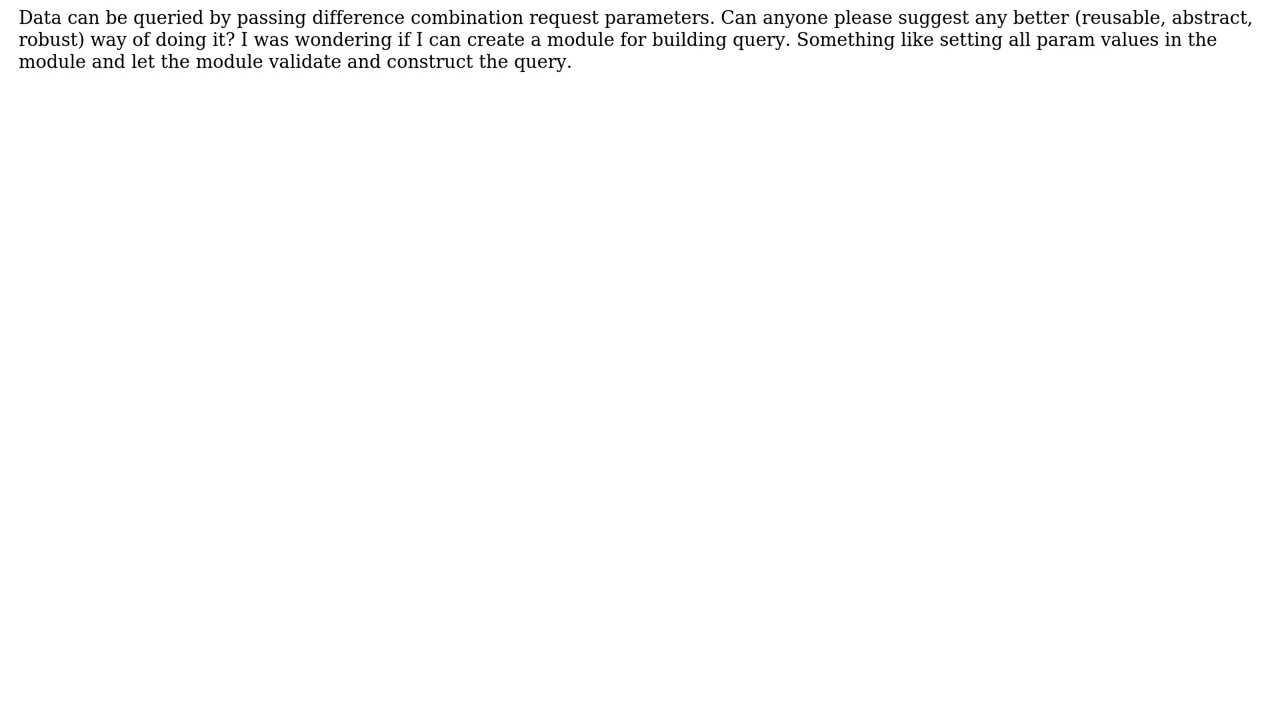 Data can be queried by passing difference combination request parameters. Can anyone please suggest any better (reusable, abstract,
robust) way of doing it? I was wondering if I can create a module for building query. Something like setting all param values in the
module and let the module validate and construct the query.